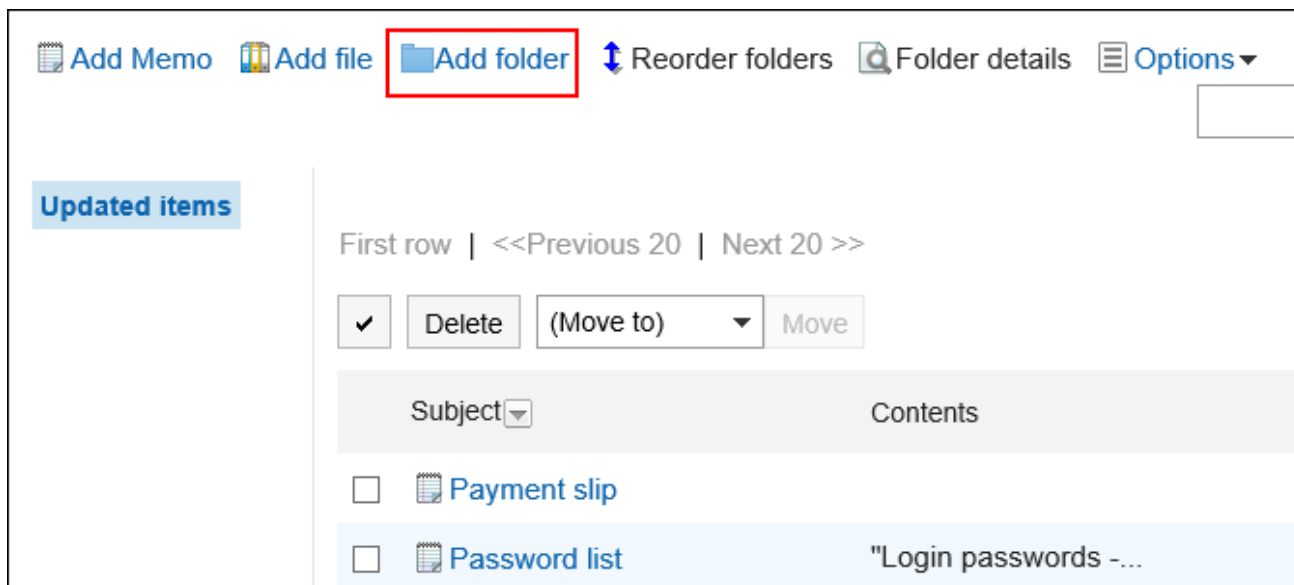 Add Memo Add file Add folder Reorder folders Folder details Options
Updated items
First row | <<Previous 20 | Next 20 >>
Delete (Move to) Move
Subject Contents
Payment slip
Password list "Login passwords -...